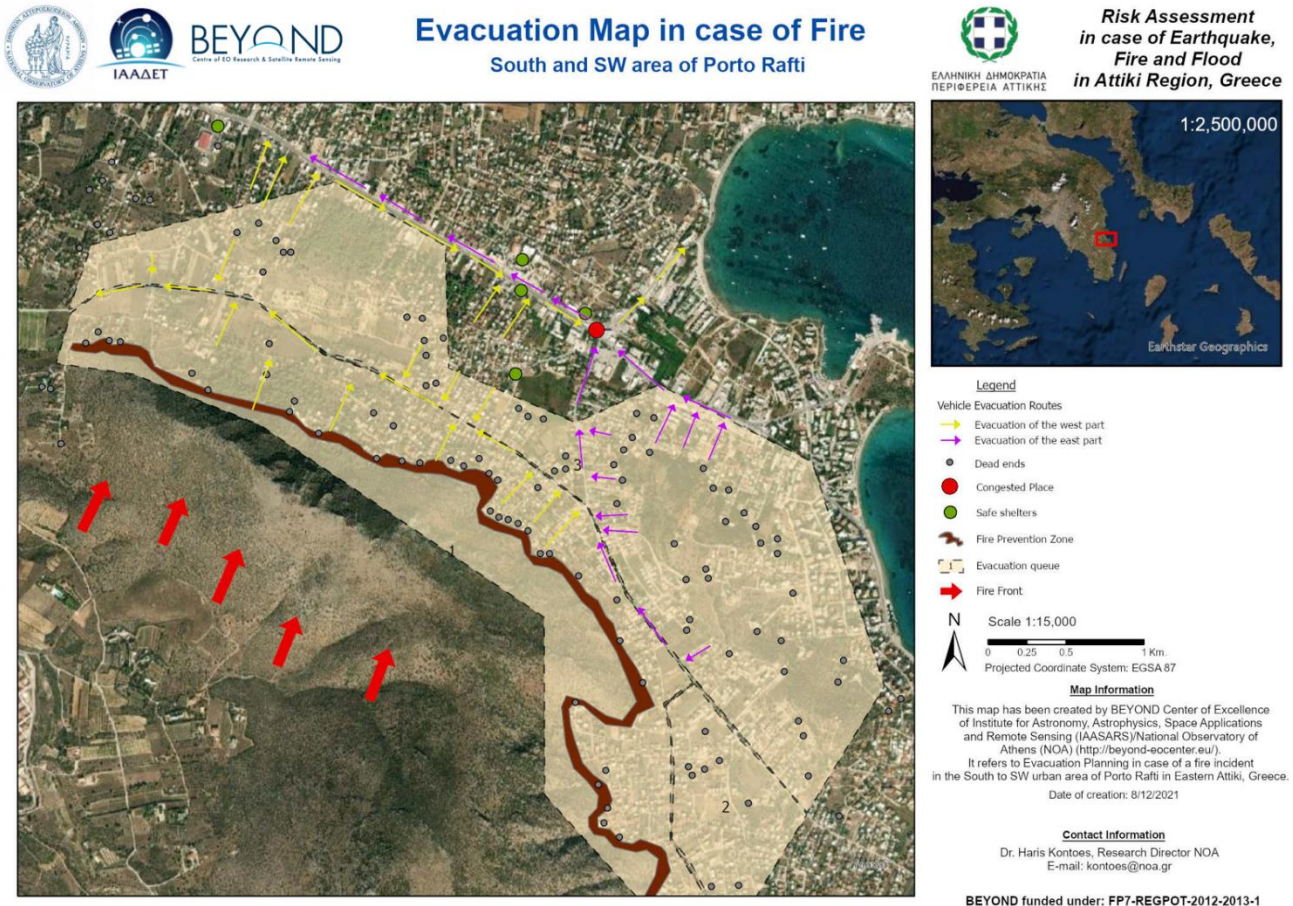 ΙΑΑΔΕΤ
BEYOND
Centre of EO Research & Satellite Remote Sensing
Evacuation Map in case of Fire
South and SW area of Porto Rafti
ΕΛΛΗΝΙΚΗ ΔΗΜΟΚΡΑΤΙΑ
ΠΕΡΙΦΕΡΕΙΑ ΑΤΤΙΚΗΣ
Risk Assessment
in case of Earthquake,
Fire and Flood
in Attiki Region, Greece
1:2,500,000
Earthstar Geographics
3
1
2
Legend
Vehicle Evacuation Routes
Evacuation of the west part
Evacuation of the east part
Dead ends
Congested Place
Safe shelters
Fire Prevention Zone
1
Evacuation queue
Fire Front
N
Scale 1:15,000
0 0.25 0.5 1 Km.
Projected Coordinate System: EGSA 87
Map Information
This map has been created by BEYOND Center of Excellence
of Institute for Astronomy, Astrophysics, Space Applications
and Remote Sensing (IAASARS)/National Observatory of
Athens (NOA) (http://beyond-eocenter.eu/).
It refers to Evacuation Planning in case of a fire incident
in the South to SW urban area of Porto Rafti in Eastern Attiki, Greece.
Date of creation: 8/12/2021
Contact Information
Dr. Haris Kontoes, Research Director NOA
E-mail: kontoes@noa.gr
BEYOND funded under: FP7-REGPOT-2012-2013-1